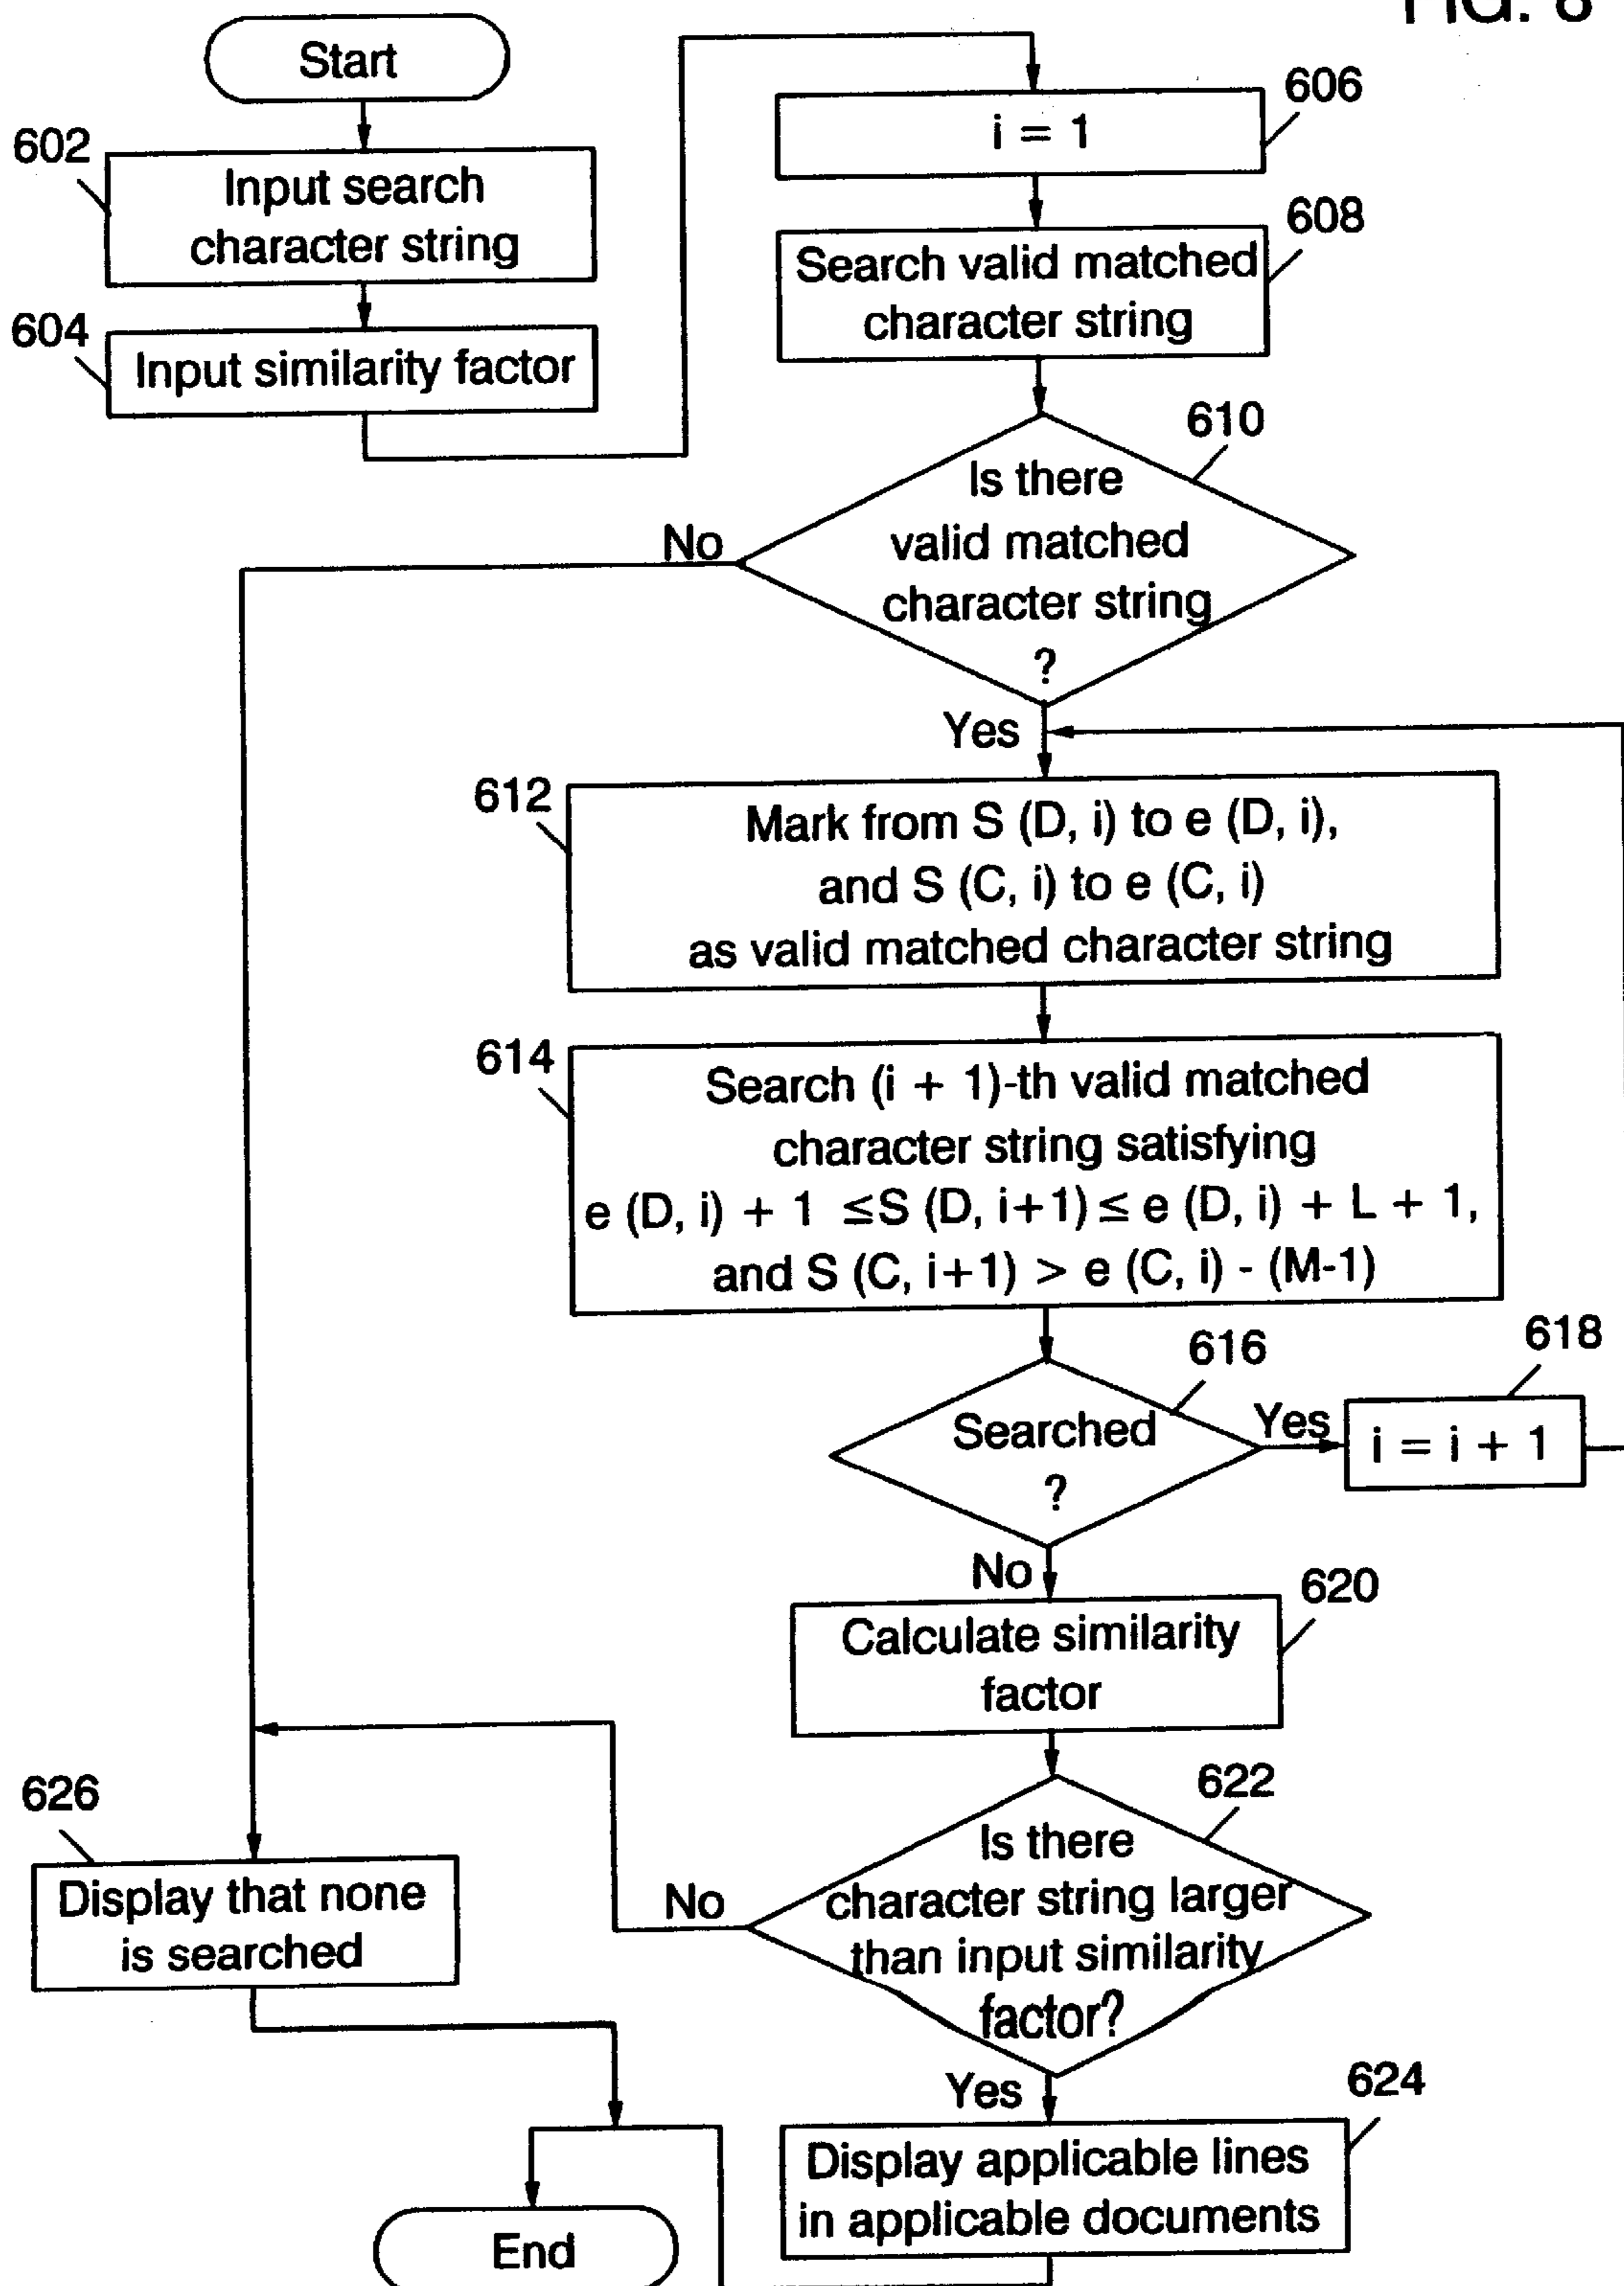 FIG. 8
Start
602
Input search
character string
604
Input similarity factor
606
i = 1
608
Search valid matched
character string
610
Is there
valid matched
character string
?
No
Yes
612
Mark from S (D, i) to e (D, i),
and S (C, i) to e (C, i)
as valid matched character string
614
Search (i + 1)-th valid matched
character string satisfying
e (D, i) + 1 ≤S (D, i+1) ≤ e (D, i) + L + 1,
and S (C, i+1) > e (C, i) - (M-1)
616
Searched
?
Yes
618
i = i + 1
No
620
Calculate similarity
factor
622
Is there
character string larger
than input similarity
factor?
No
Yes
626
Display that none
is searched
624
Display applicable lines
in applicable documents
End